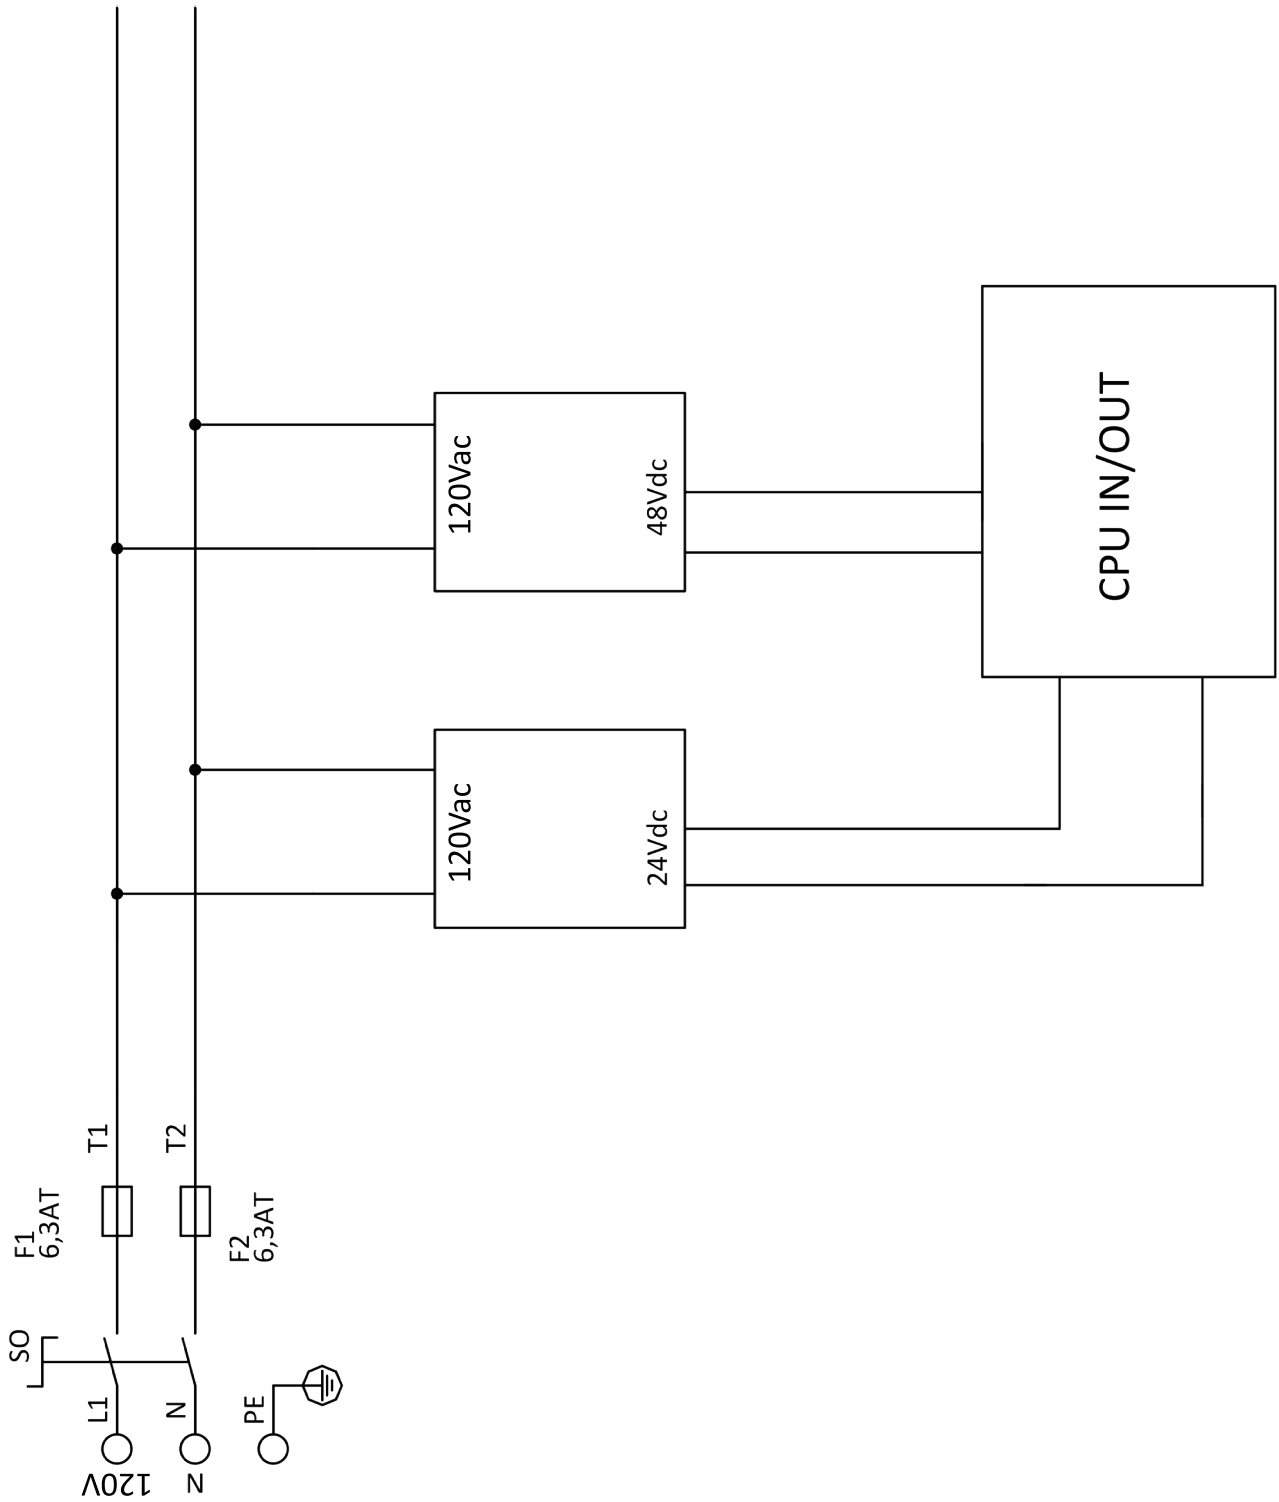 SO
L1
120V
N
N
PE
F1
6,3AT
T1
F2
6,3AT
T2
120Vac
24Vdc
120Vac
48Vdc
CPU IN/OUT